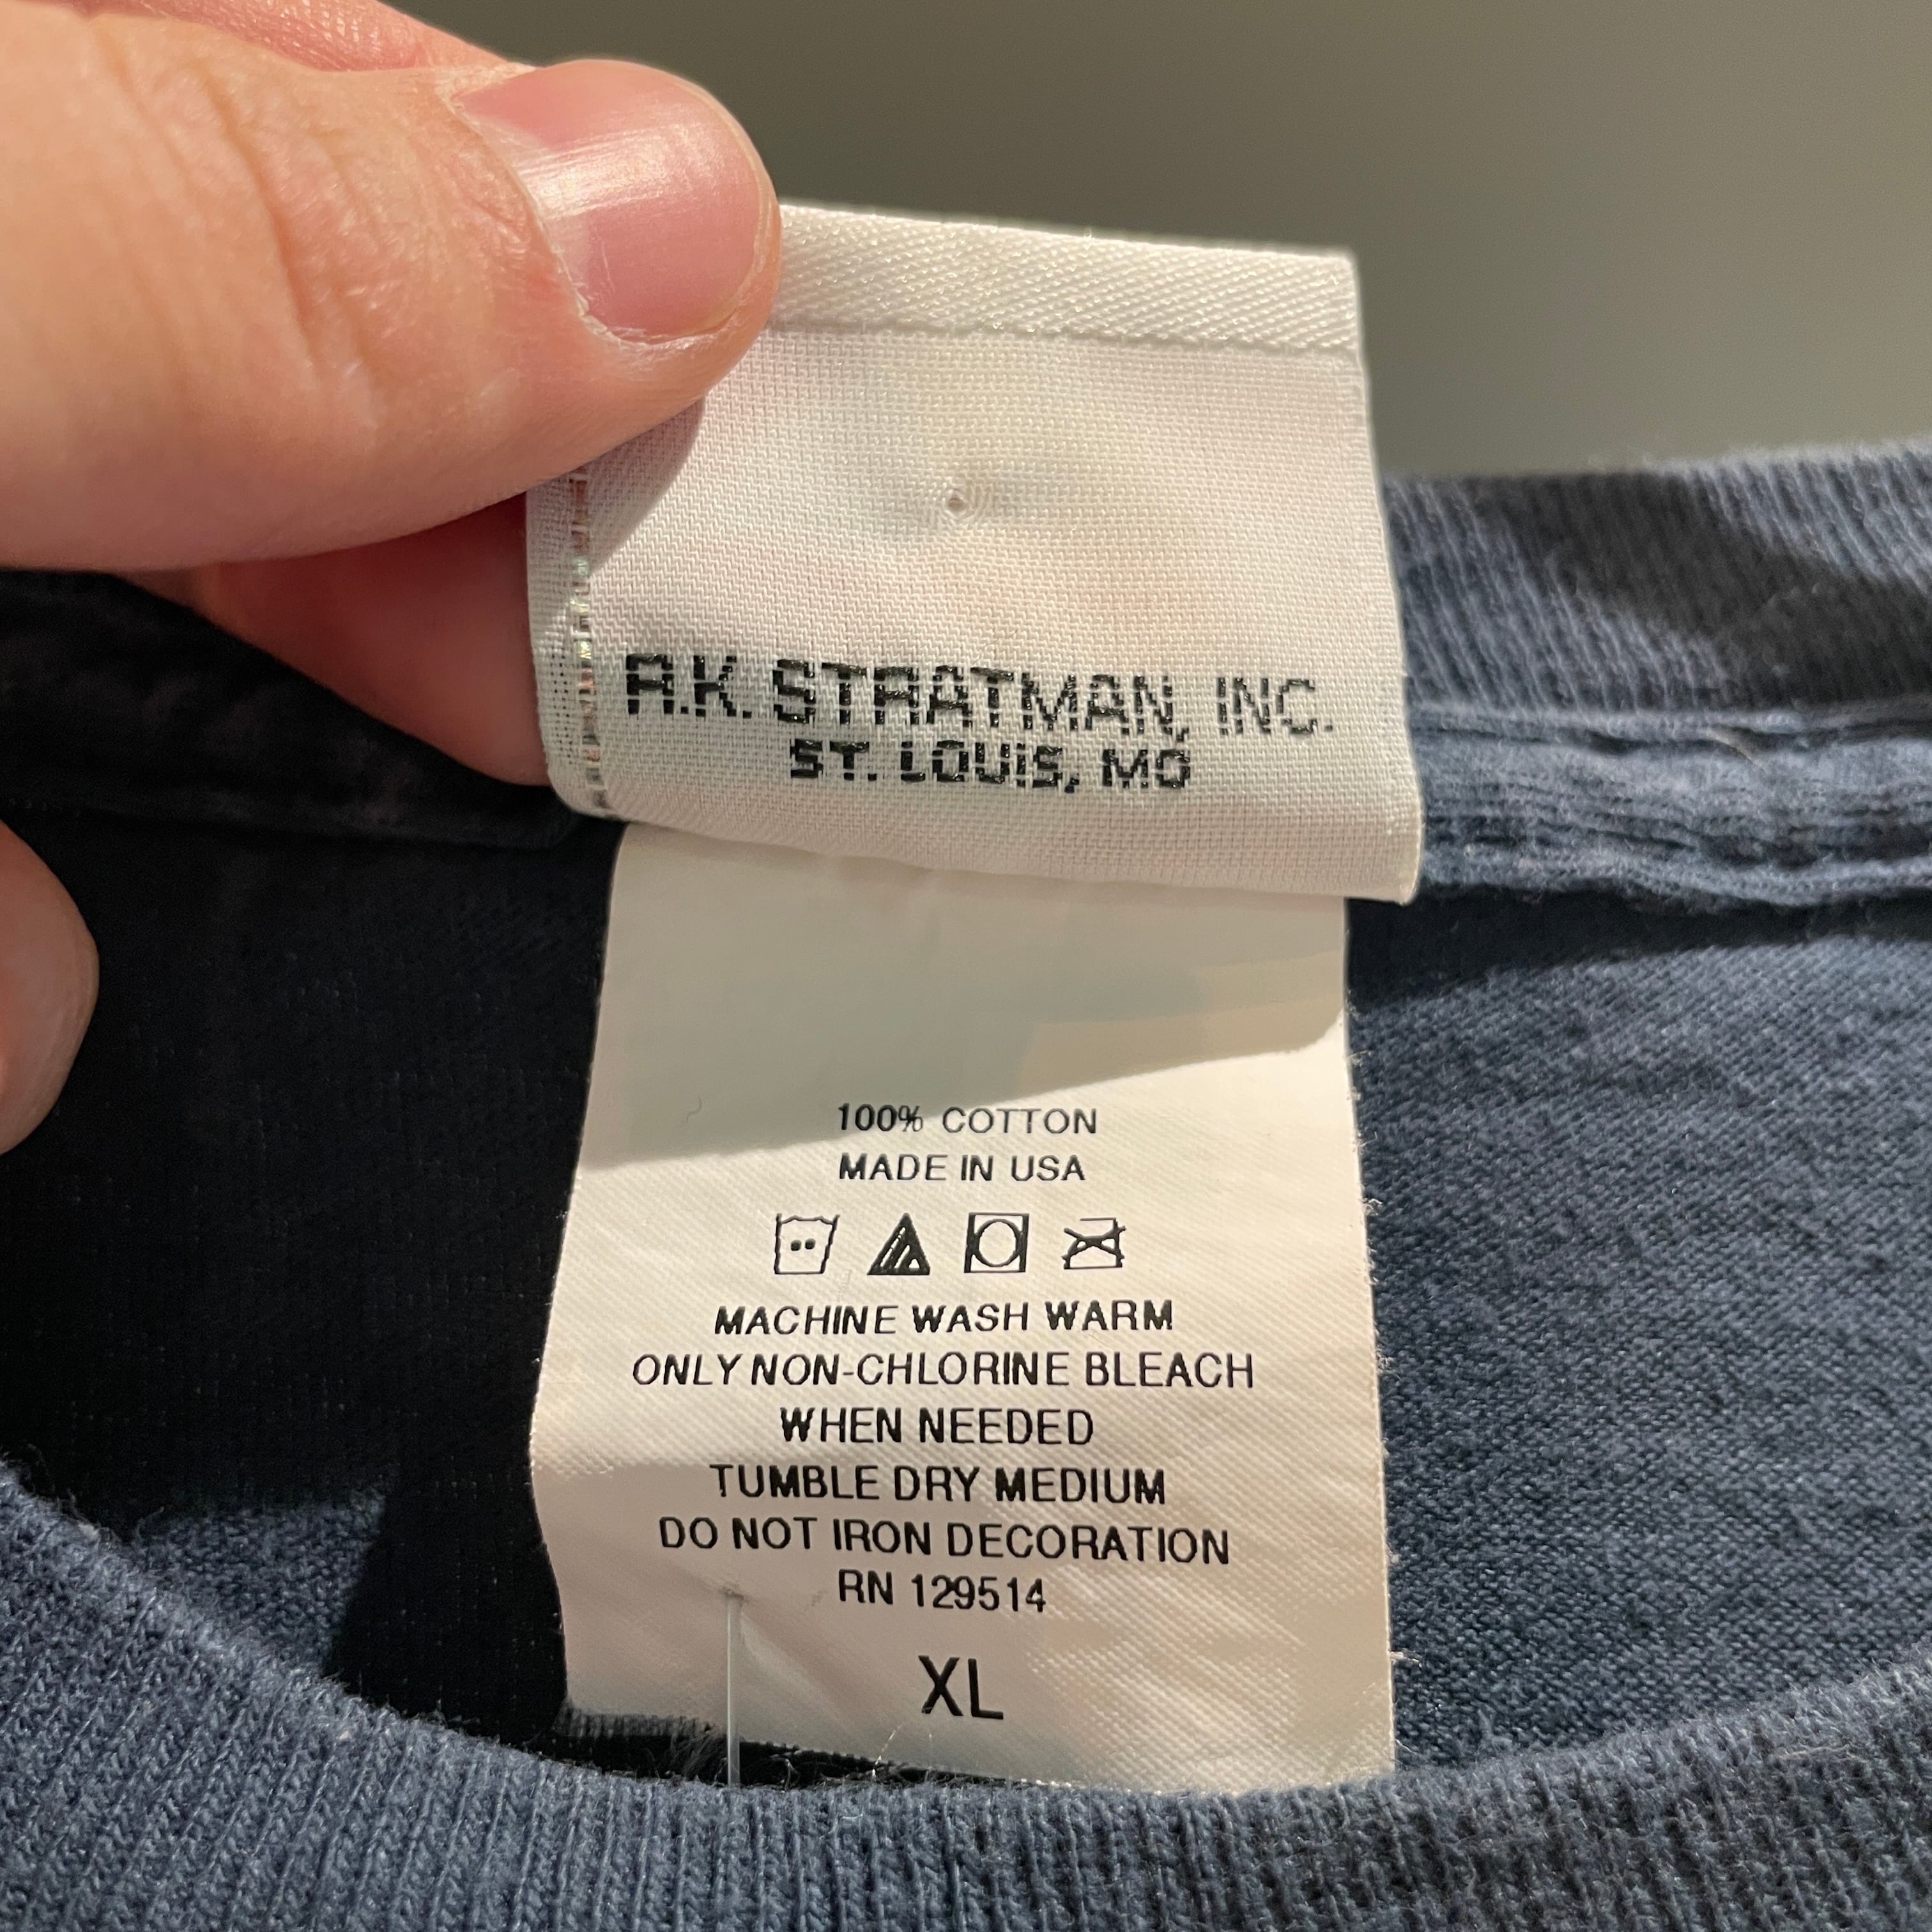 R.K. STRATMAN, INC.
ST. LOUIS, MO
100% COTTON
MADE IN USA
MACHINE WASH WARM
ONLY NON-CHLORINE BLEACH
WHEN NEEDED
TUMBLE DRY MEDIUM
DO NOT IRON DECORATION
RN 129514
XL